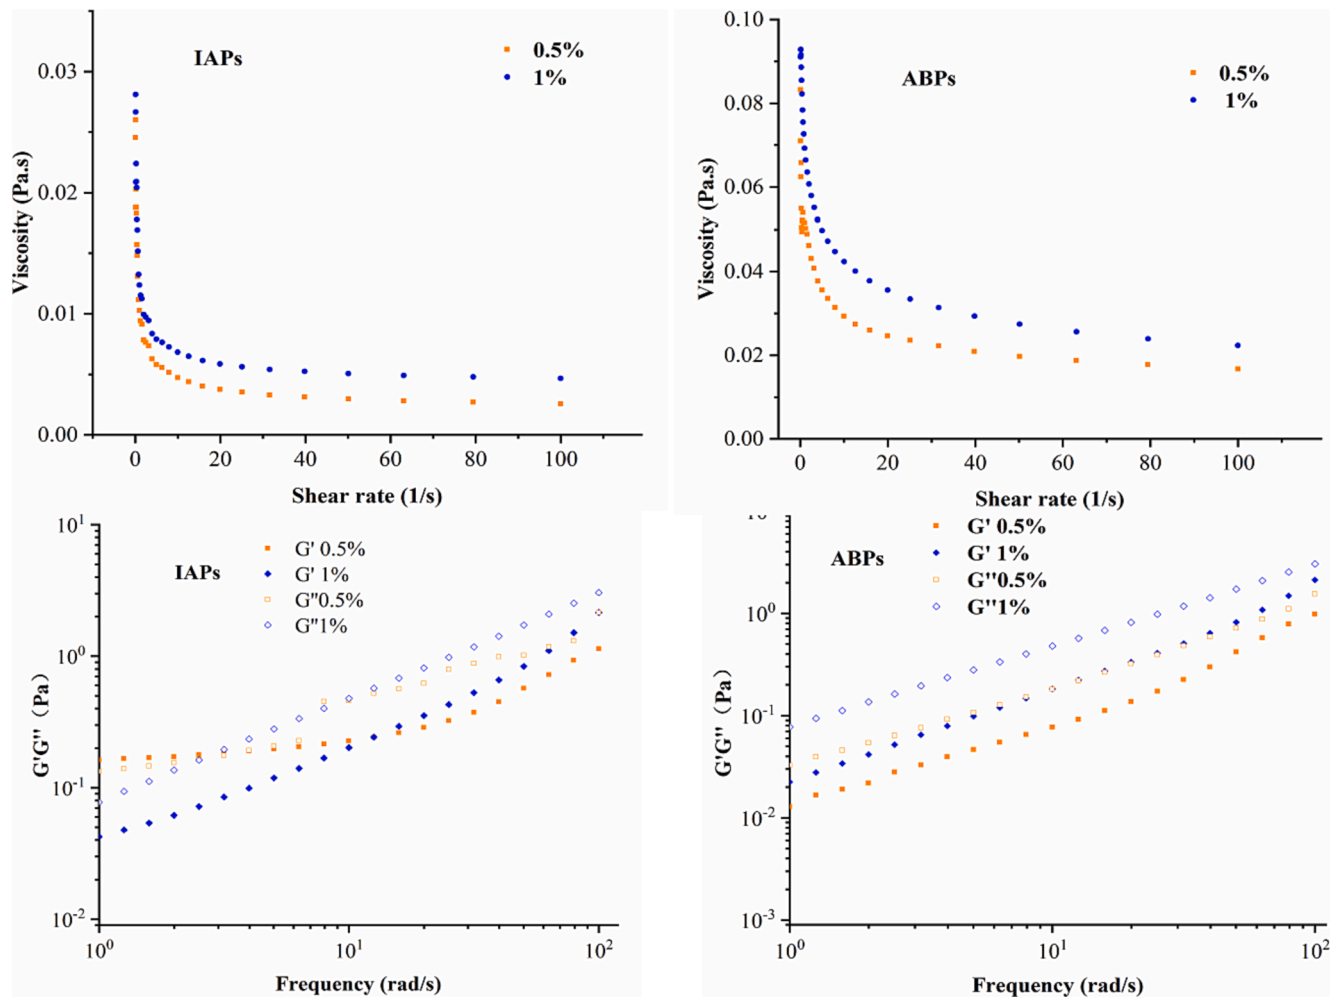 IAPs
0.5%
1%
0.03
0.02
0.01
0.00
Viscosity (Pa.s)
0
20
40
60
80
100
Shear rate (1/s)
ABPs
0.5%
1%
0.10
0.08
0.06
0.04
0.02
0.00
Viscosity (Pa.s)
0
20
40
60
80
100
Shear rate (1/s)
IAPs
G' 0.5%
G' 1%
G"0.5%
G"1%
10¹
10⁰
10⁻¹
10⁻²
G'G"（Pa)
10⁰
10¹
10²
Frequency (rad/s)
ABPs
G' 0.5%
G' 1%
G"0.5%
G"1%
10⁰
10⁻¹
10⁻²
10⁻³
G'G"（Pa)
10⁰
10¹
10²
Frequency (rad/s)